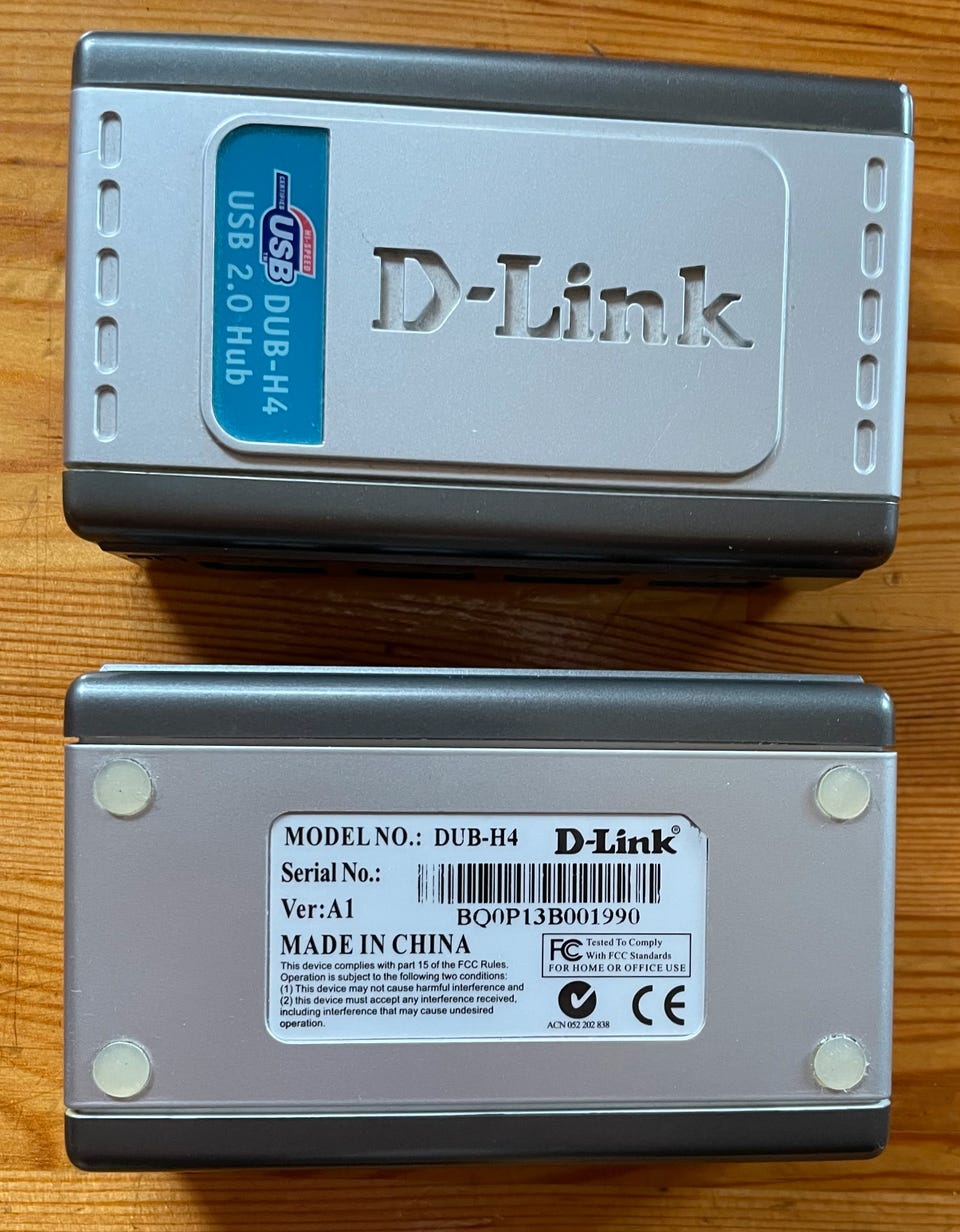 CERTIFIED
HI-SPEED
USB™ DUB-H4
USB 2.0 Hub
D-Link
MODEL NO.: DUB-H4
D-Link®
Serial No.:
BQ0P13B001990
Ver:A1
MADE IN CHINA
FC Tested To Comply
With FCC Standards
FOR HOME OR OFFICE USE
This device complies with part 15 of the FCC Rules.
Operation is subject to the following two conditions:
(1) This device may not cause harmful interference and
(2) this device must accept any interference received,
including interference that may cause undesired
operation.
ACN 052 202 838
CE